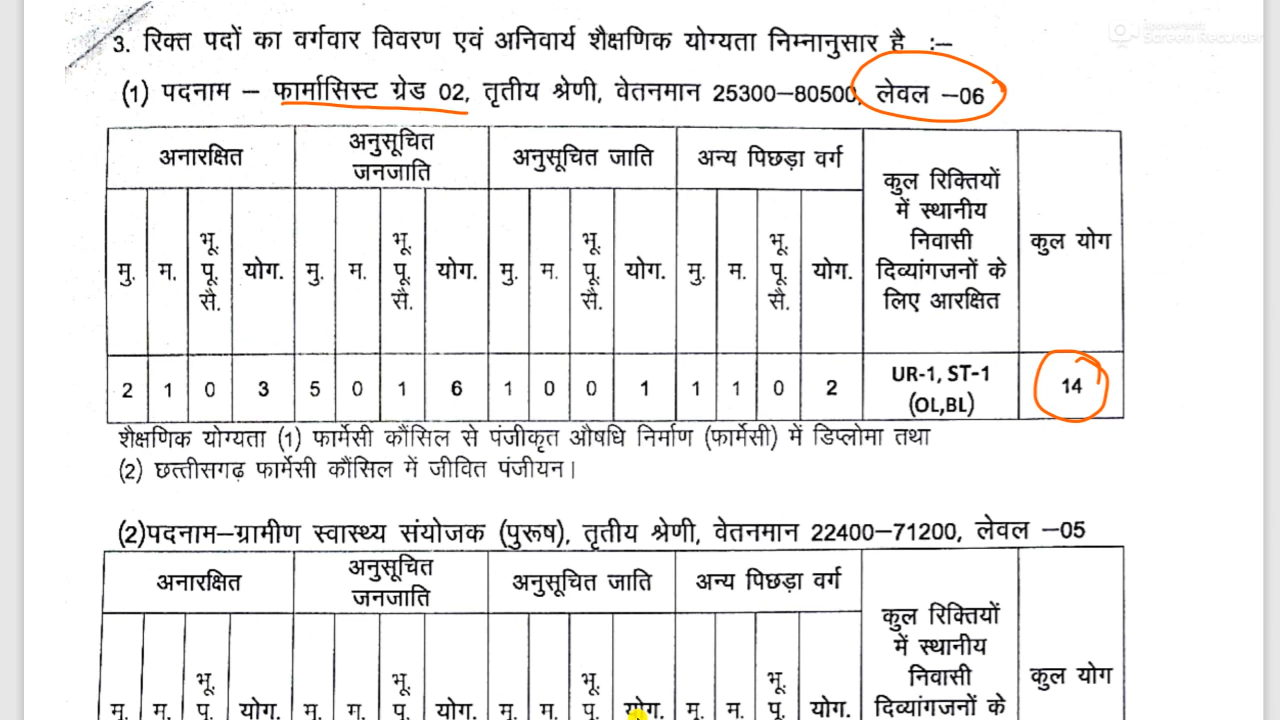 3. रिक्त पदों का वर्गवार विवरण एवं अनिवार्य शैक्षणिक योग्यता निम्नानुसार है :–
(1) पदनाम – फार्मासिस्ट ग्रेड 02, तृतीय श्रेणी, वेतनमान 25300–80500, लेवल –06
अनारक्षित अनुसूचित जनजाति अनुसूचित जाति अन्य पिछड़ा वर्ग कुल रिक्तियों में स्थानीय निवासी दिव्यांगजनों के लिए आरक्षित कुल योग
मु. म. भू. पू. सै. योग. मु. म. भू. पू. सै. योग. मु. म. भू. पू. सै. योग. मु. म. भू. पू. सै. योग.
2 1 0 3 5 0 1 6 1 0 0 1 1 1 0 2 UR-1, ST-1 (OL,BL) 14
शैक्षणिक योग्यता (1) फार्मेसी कौंसिल से पंजीकृत औषधि निर्माण (फार्मेसी) में डिप्लोमा तथा
(2) छत्तीसगढ़ फार्मेसी कौंसिल में जीवित पंजीयन।
(2)पदनाम–ग्रामीण स्वास्थ्य संयोजक (पुरूष), तृतीय श्रेणी, वेतनमान 22400–71200, लेवल –05
अनारक्षित अनुसूचित जनजाति अनुसूचित जाति अन्य पिछड़ा वर्ग कुल रिक्तियों में स्थानीय निवासी दिव्यांगजनों के कुल योग
मु. म. भू. पू. योग. मु. म. भू. पू. योग. मु. म. भू. पू. योग. मु. म. भू. पू. योग.
Screen Recorder